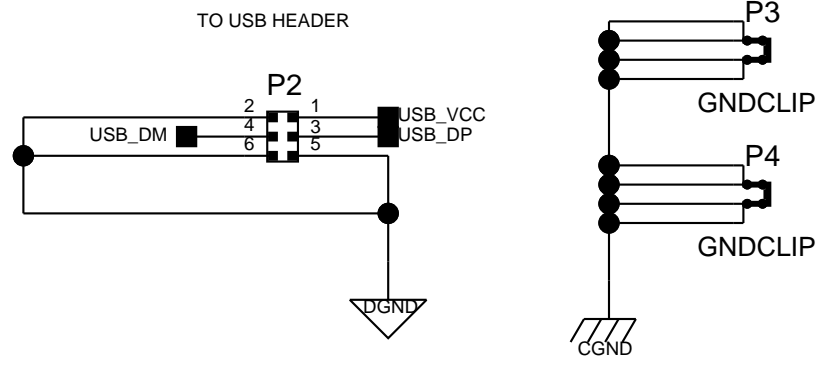 TO USB HEADER
P3
GNDCLIP
P2
2 1
USB_VCC
USB_DM 4 3 USB_DP
6 5
P4
GNDCLIP
DGND
CGND